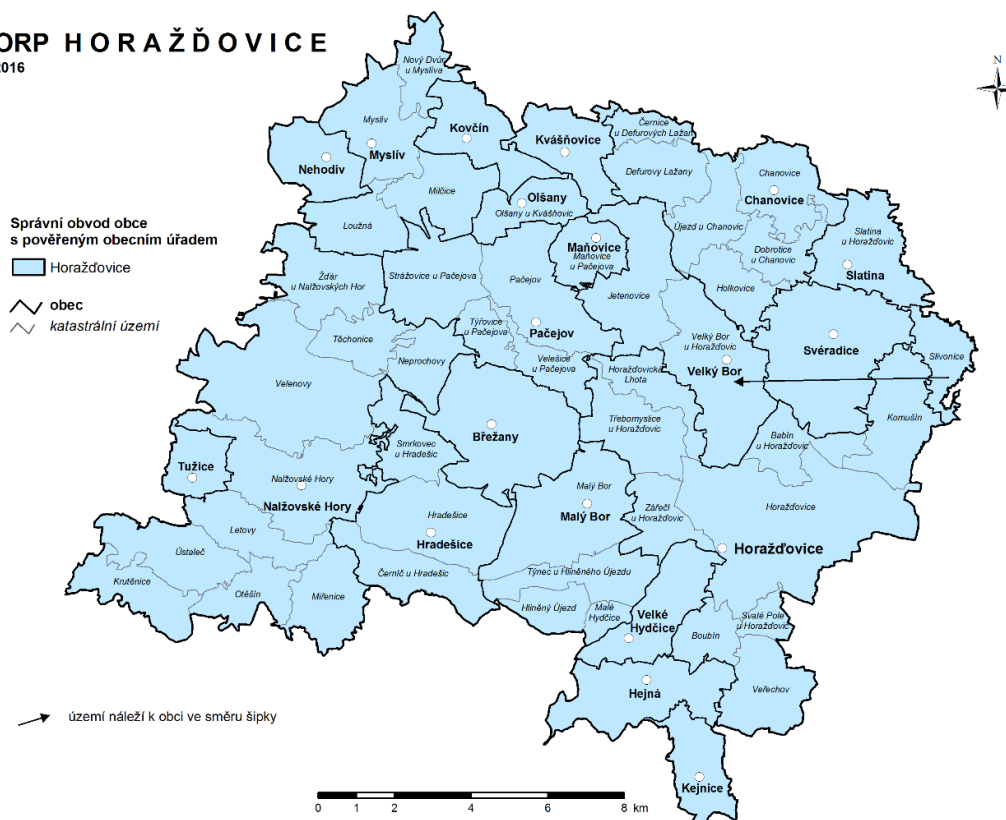 ORP HORAŽĎOVICE
2016
N
Správní obvod obce
s pověřeným obecním úřadem
Horažďovice
obec
katastrální území
území náleží k obci ve směru šipky
Nový Dvůr
u Myslíva
Myslív
Myslív
Kovčín
Nehodiv
Milčice
Loužná
Kvášňovice
Olšany
Olšany u Kvášňovic
Černice
u Defurových Lažan
Defurovy Lažany
Chanovice
Chanovice
Újezd u Chanovic
Dobrotice
u Chanovic
Holkovice
Slatina
u Horažďovic
Slatina
Maňovice
Maňovice
u Pačejova
Žďár
u Nalžovských Hor
Strážovice u Pačejova
Pačejov
Pačejov
Jetenovice
Týřovice
u Pačejova
Velešice
u Pačejova
Těchonice
Neprochovy
Velenovy
Velký Bor
u Horažďovic
Velký Bor
Svéradice
Slivonice
Komušín
Horažďovická
Lhota
Třebomyslice
u Horažďovic
Babín
u Horažďovic
Břežany
Smrkovec
u Hradešic
Tužice
Nalžovské Hory
Nalžovské Hory
Letovy
Ústaleč
Krutěnice
Otěšín
Miřenice
Hradešice
Hradešice
Černíč u Hradešic
Malý Bor
Malý Bor
Zářečí
u Horažďovic
Horažďovice
Horažďovice
Týnec u Hliněného Újezdu
Hliněný Újezd
Malé
Hydčice
Velké
Hydčice
Boubín
Svaté Pole
u Horažďovic
Veřechov
Hejná
Kejnice
0 1 2 4 6 8 km